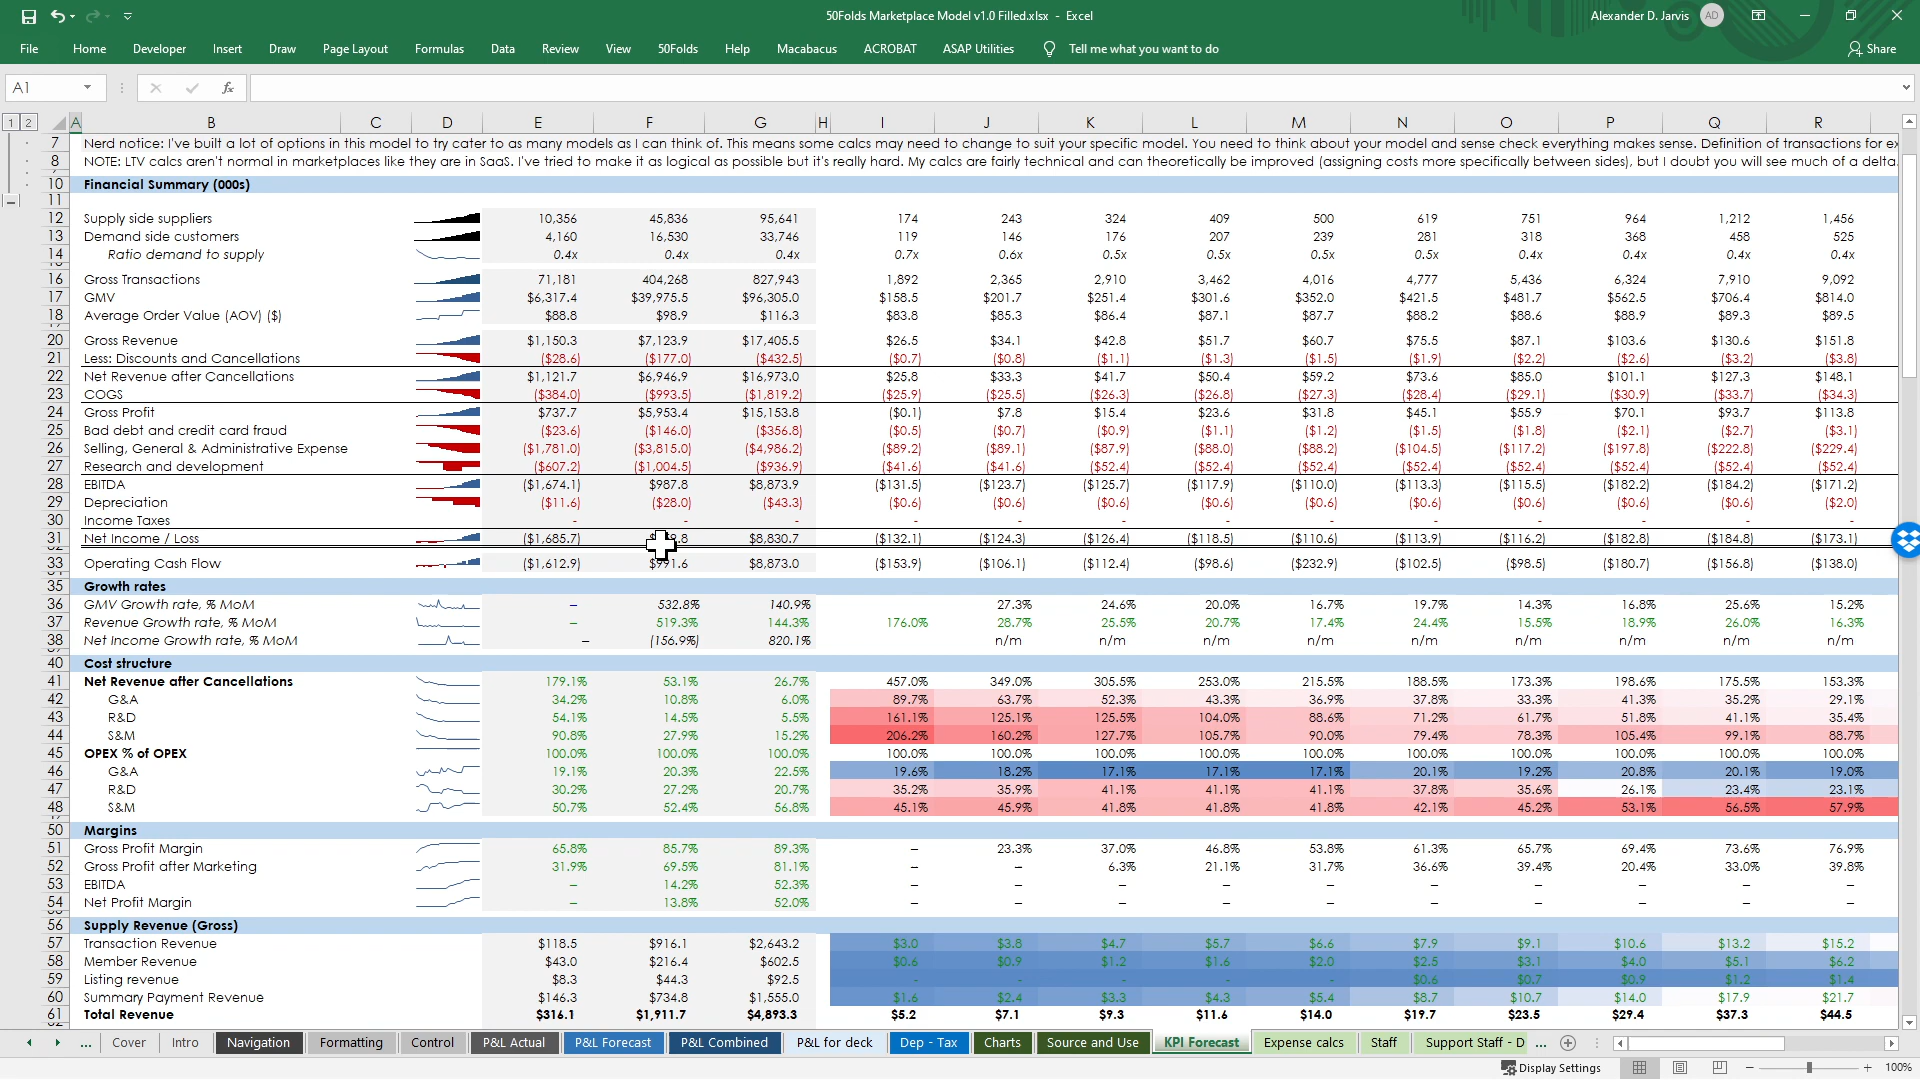 50Folds Marketplace Model v1.0 Filled.xlsx - Excel
Alexander D. Jarvis AD
File Home Developer Insert Draw Page Layout Formulas Data Review View 50Folds Help Macabacus ACROBAT ASAP Utilities Tell me what you want to do Share
A1 fx
1 2 A B C D E F G H I J K L M N O P Q R
7 Nerd notice: I've built a lot of options in this model to try cater to as many models as I can think of. This means some calcs may need to change to suit your specific model. You need to think about your model and sense check everything makes sense. Definition of transactions for ex
8 NOTE: LTV calcs aren't normal in marketplaces like they are in SaaS. I've tried to make it as logical as possible but it's really hard. My calcs are fairly technical and can theoretically be improved (assigning costs more specifically between sides), but I doubt you will see much of a delta.
10 Financial Summary (000s)
11
12 Supply side suppliers 10,356 45,836 95,641 174 243 324 409 500 619 751 964 1,212 1,456
13 Demand side customers 4,160 16,530 33,746 119 146 176 207 239 281 318 368 458 525
14 Ratio demand to supply 0.4x 0.4x 0.4x 0.7x 0.6x 0.5x 0.5x 0.5x 0.5x 0.4x 0.4x 0.4x 0.4x
16 Gross Transactions 71,181 404,268 827,943 1,892 2,365 2,910 3,462 4,016 4,777 5,436 6,324 7,910 9,092
17 GMV $6,317.4 $39,975.5 $96,305.0 $158.5 $201.7 $251.4 $301.6 $352.0 $421.5 $481.7 $562.5 $706.4 $814.0
18 Average Order Value (AOV) ($) $88.8 $98.9 $116.3 $83.8 $85.3 $86.4 $87.1 $87.7 $88.2 $88.6 $88.9 $89.3 $89.5
20 Gross Revenue $1,150.3 $7,123.9 $17,405.5 $26.5 $34.1 $42.8 $51.7 $60.7 $75.5 $87.1 $103.6 $130.6 $151.8
21 Less: Discounts and Cancellations ($28.6) ($177.0) ($432.5) ($0.7) ($0.8) ($1.1) ($1.3) ($1.5) ($1.9) ($2.2) ($2.6) ($3.2) ($3.8)
22 Net Revenue after Cancellations $1,121.7 $6,946.9 $16,973.0 $25.8 $33.3 $41.7 $50.4 $59.2 $73.6 $85.0 $101.1 $127.3 $148.1
23 COGS ($384.0) ($993.5) ($1,819.2) ($25.9) ($25.5) ($26.3) ($26.8) ($27.3) ($28.4) ($29.1) ($30.9) ($33.7) ($34.3)
24 Gross Profit $737.7 $5,953.4 $15,153.8 ($0.1) $7.8 $15.4 $23.6 $31.8 $45.1 $55.9 $70.1 $93.7 $113.8
25 Bad debt and credit card fraud ($23.6) ($146.0) ($356.8) ($0.5) ($0.7) ($0.9) ($1.1) ($1.2) ($1.5) ($1.8) ($2.1) ($2.7) ($3.1)
26 Selling, General & Administrative Expense ($1,781.0) ($3,815.0) ($4,986.2) ($89.2) ($89.1) ($87.9) ($88.0) ($88.2) ($104.5) ($117.2) ($197.8) ($222.8) ($229.4)
27 Research and development ($607.2) ($1,004.5) ($936.9) ($41.6) ($41.6) ($52.4) ($52.4) ($52.4) ($52.4) ($52.4) ($52.4) ($52.4) ($52.4)
28 EBITDA ($1,674.1) $987.8 $8,873.9 ($131.5) ($123.7) ($125.7) ($117.9) ($110.0) ($113.3) ($115.5) ($182.2) ($184.2) ($171.2)
29 Depreciation ($11.6) ($28.0) ($43.3) ($0.6) ($0.6) ($0.6) ($0.6) ($0.6) ($0.6) ($0.6) ($0.6) ($0.6) ($2.0)
30 Income Taxes - - - - - - - - - - - - -
31 Net Income / Loss ($1,685.7) $8,830.7 ($132.1) ($124.3) ($126.4) ($118.5) ($110.6) ($113.9) ($116.2) ($182.8) ($184.8) ($173.1)
33 Operating Cash Flow ($1,612.9) $991.6 $8,873.0 ($153.9) ($106.1) ($112.4) ($98.6) ($232.9) ($102.5) ($98.5) ($180.7) ($156.8) ($138.0)
35 Growth rates
36 GMV Growth rate, % MoM – 532.8% 140.9% 27.3% 24.6% 20.0% 16.7% 19.7% 14.3% 16.8% 25.6% 15.2%
37 Revenue Growth rate, % MoM – 519.3% 144.3% 176.0% 28.7% 25.5% 20.7% 17.4% 24.4% 15.5% 18.9% 26.0% 16.3%
38 Net Income Growth rate, % MoM – (156.9%) 820.1% n/m n/m n/m n/m n/m n/m n/m n/m n/m
40 Cost structure
41 Net Revenue after Cancellations 179.1% 53.1% 26.7% 457.0% 349.0% 305.5% 253.0% 215.5% 188.5% 173.3% 198.6% 175.5% 153.3%
42 G&A 34.2% 10.8% 6.0% 89.7% 63.7% 52.3% 43.3% 36.9% 37.8% 33.3% 41.3% 35.2% 29.1%
43 R&D 54.1% 14.5% 5.5% 161.1% 125.1% 125.5% 104.0% 88.6% 71.2% 61.7% 51.8% 41.1% 35.4%
44 S&M 90.8% 27.9% 15.2% 206.2% 160.2% 127.7% 105.7% 90.0% 79.4% 78.3% 105.4% 99.1% 88.7%
45 OPEX % of OPEX 100.0% 100.0% 100.0% 100.0% 100.0% 100.0% 100.0% 100.0% 100.0% 100.0% 100.0% 100.0% 100.0%
46 G&A 19.1% 20.3% 22.5% 19.6% 18.2% 17.1% 17.1% 17.1% 20.1% 19.2% 20.8% 20.1% 19.0%
47 R&D 30.2% 27.2% 20.7% 35.2% 35.9% 41.1% 41.1% 41.1% 37.8% 35.6% 26.1% 23.4% 23.1%
48 S&M 50.7% 52.4% 56.8% 45.1% 45.9% 41.8% 41.8% 41.8% 42.1% 45.2% 53.1% 56.5% 57.9%
50 Margins
51 Gross Profit Margin 65.8% 85.7% 89.3% – 23.3% 37.0% 46.8% 53.8% 61.3% 65.7% 69.4% 73.6% 76.9%
52 Gross Profit after Marketing 31.9% 69.5% 81.1% – – 6.3% 21.1% 31.7% 36.6% 39.4% 20.4% 33.0% 39.8%
53 EBITDA – 14.2% 52.3% – – – – – – – – – –
54 Net Profit Margin – 13.8% 52.0% – – – – – – – – – –
56 Supply Revenue (Gross)
57 Transaction Revenue $118.5 $916.1 $2,643.2 $3.0 $3.8 $4.7 $5.7 $6.6 $7.9 $9.1 $10.6 $13.2 $15.2
58 Member Revenue $43.0 $216.4 $602.5 $0.6 $0.9 $1.2 $1.6 $2.0 $2.5 $3.1 $4.0 $5.1 $6.2
59 Listing revenue $8.3 $44.3 $92.5 - - - - - $0.6 $0.7 $0.9 $1.2 $1.4
60 Summary Payment Revenue $146.3 $734.8 $1,555.0 $1.6 $2.4 $3.3 $4.3 $5.4 $8.7 $10.7 $14.0 $17.9 $21.7
61 Total Revenue $316.1 $1,911.7 $4,893.3 $5.2 $7.1 $9.3 $11.6 $14.0 $19.7 $23.5 $29.4 $37.3 $44.5
... Cover Intro Navigation Formatting Control P&L Actual P&L Forecast P&L Combined P&L for deck Dep - Tax Charts Source and Use KPI Forecast Expense calcs Staff Support Staff - D ...
Display Settings 100%